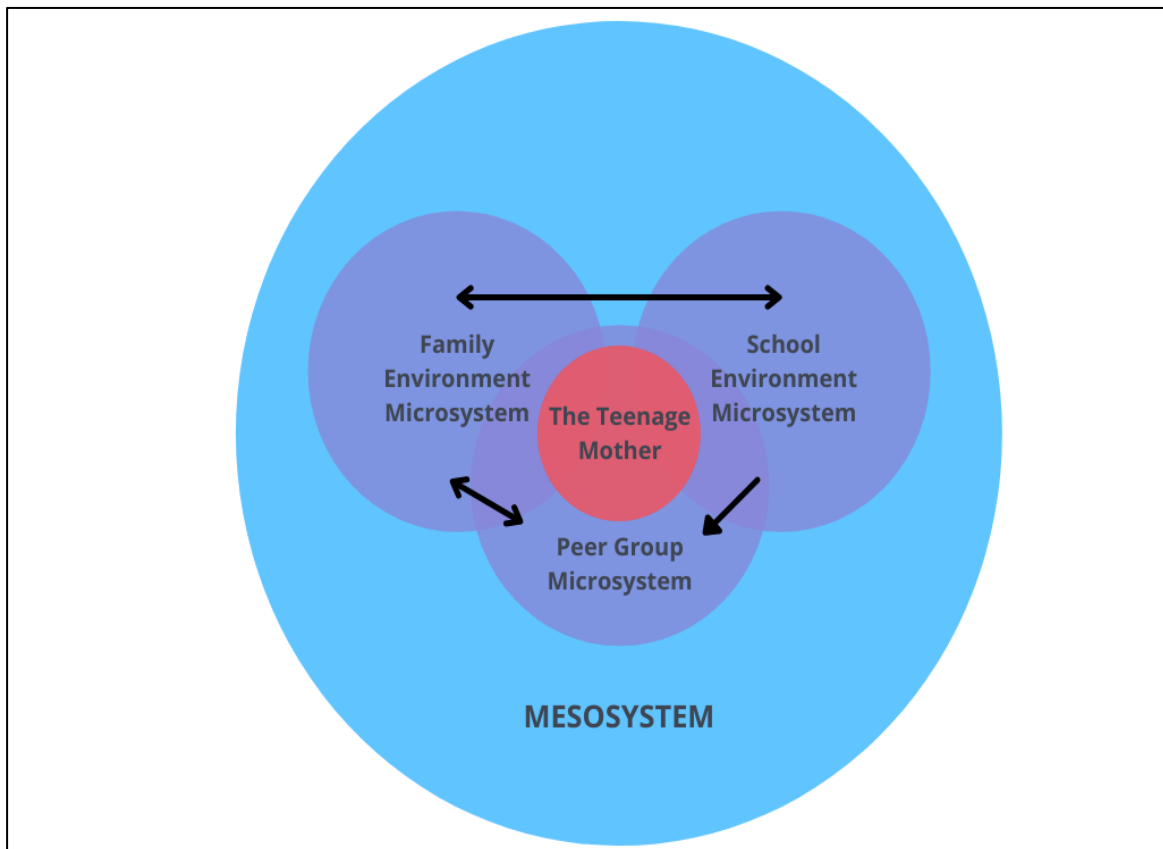 Family
Environment
Microsystem
School
Environment
Microsystem
The Teenage
Mother
Peer Group
Microsystem
MESOSYSTEM